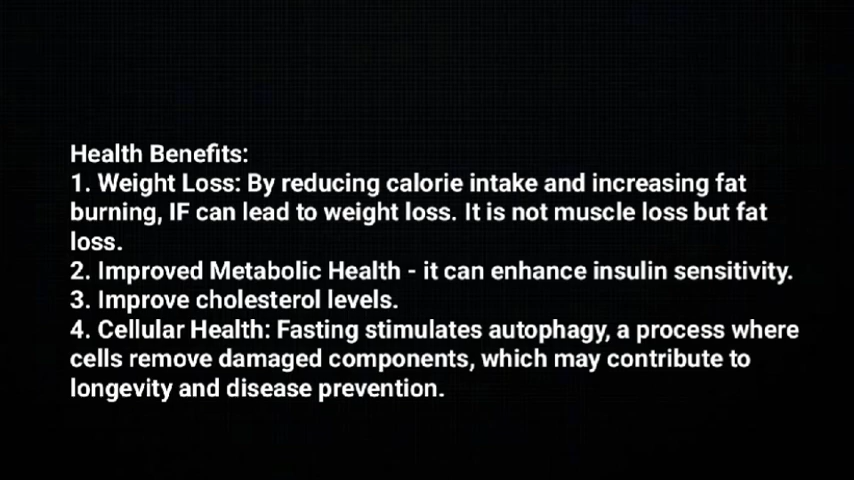 Health Benefits:
1. Weight Loss: By reducing calorie intake and increasing fat
burning, IF can lead to weight loss. It is not muscle loss but fat
loss.
2. Improved Metabolic Health - it can enhance insulin sensitivity.
3. Improve cholesterol levels.
4. Cellular Health: Fasting stimulates autophagy, a process where
cells remove damaged components, which may contribute to
longevity and disease prevention.